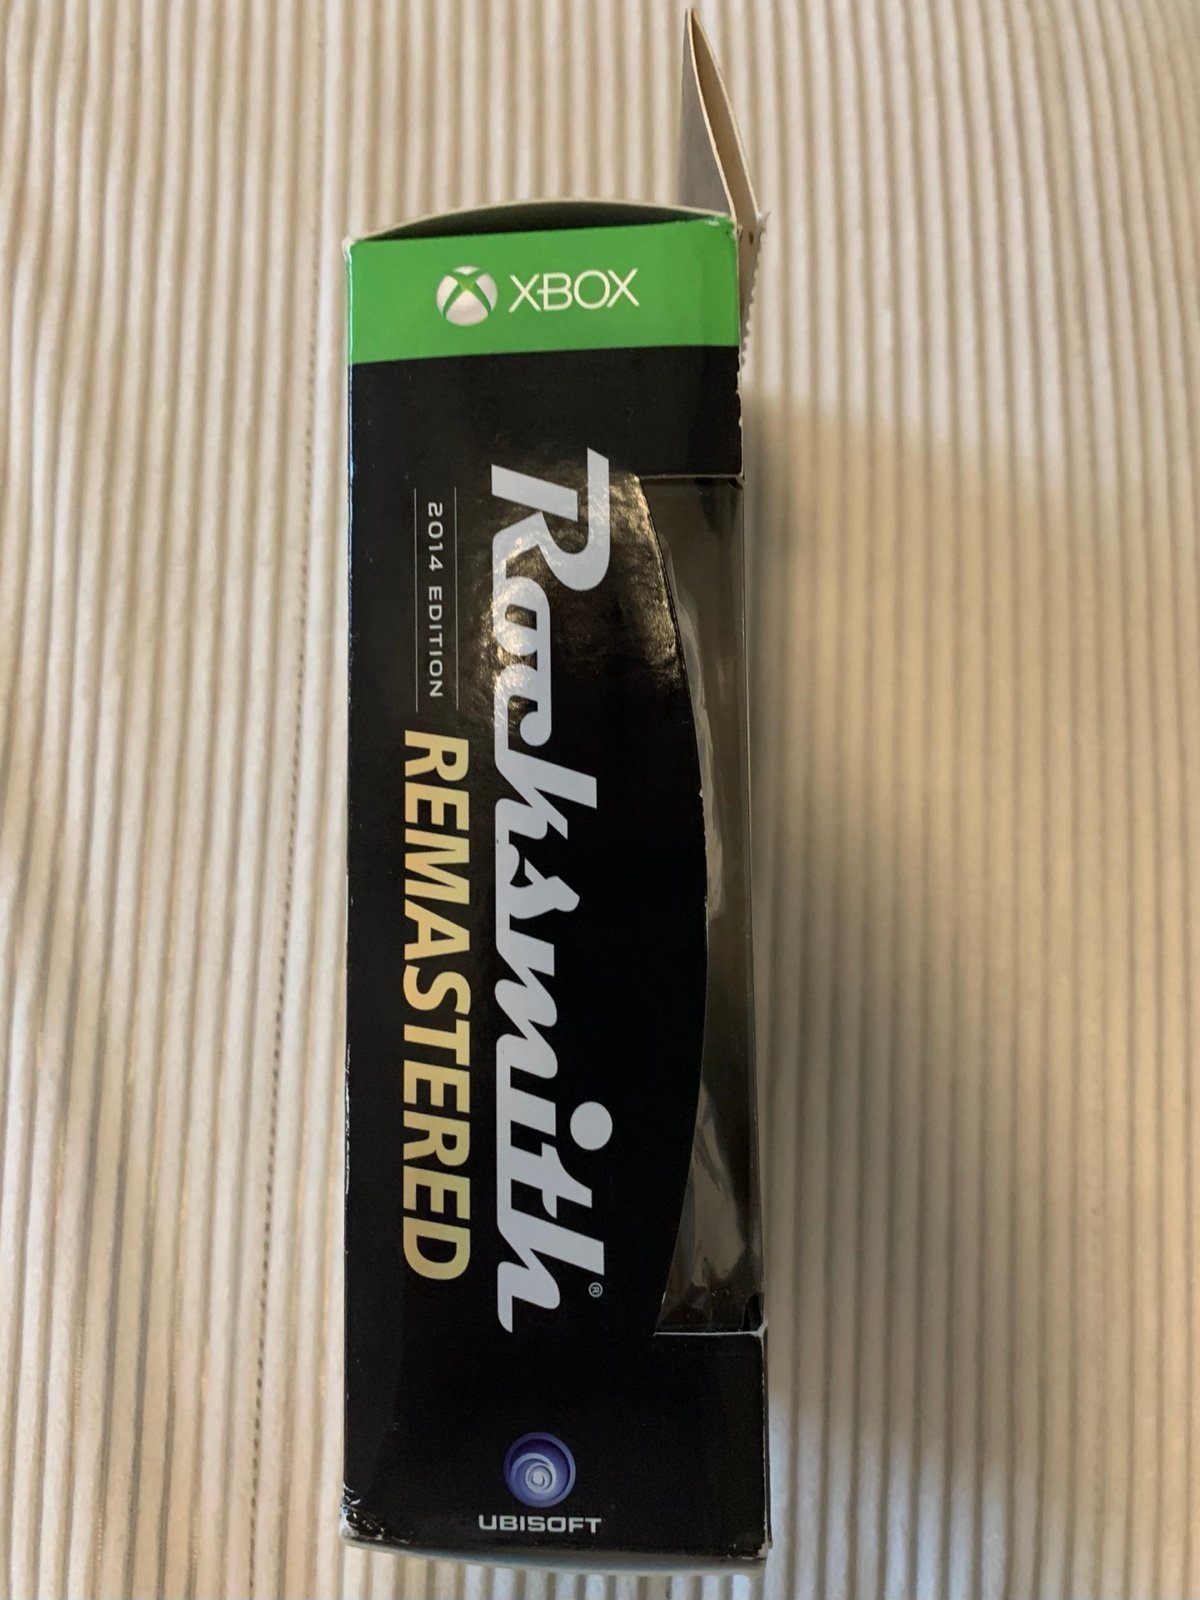 XBOX
Rocksmith®
2014 EDITION
REMASTERED
UBISOFT